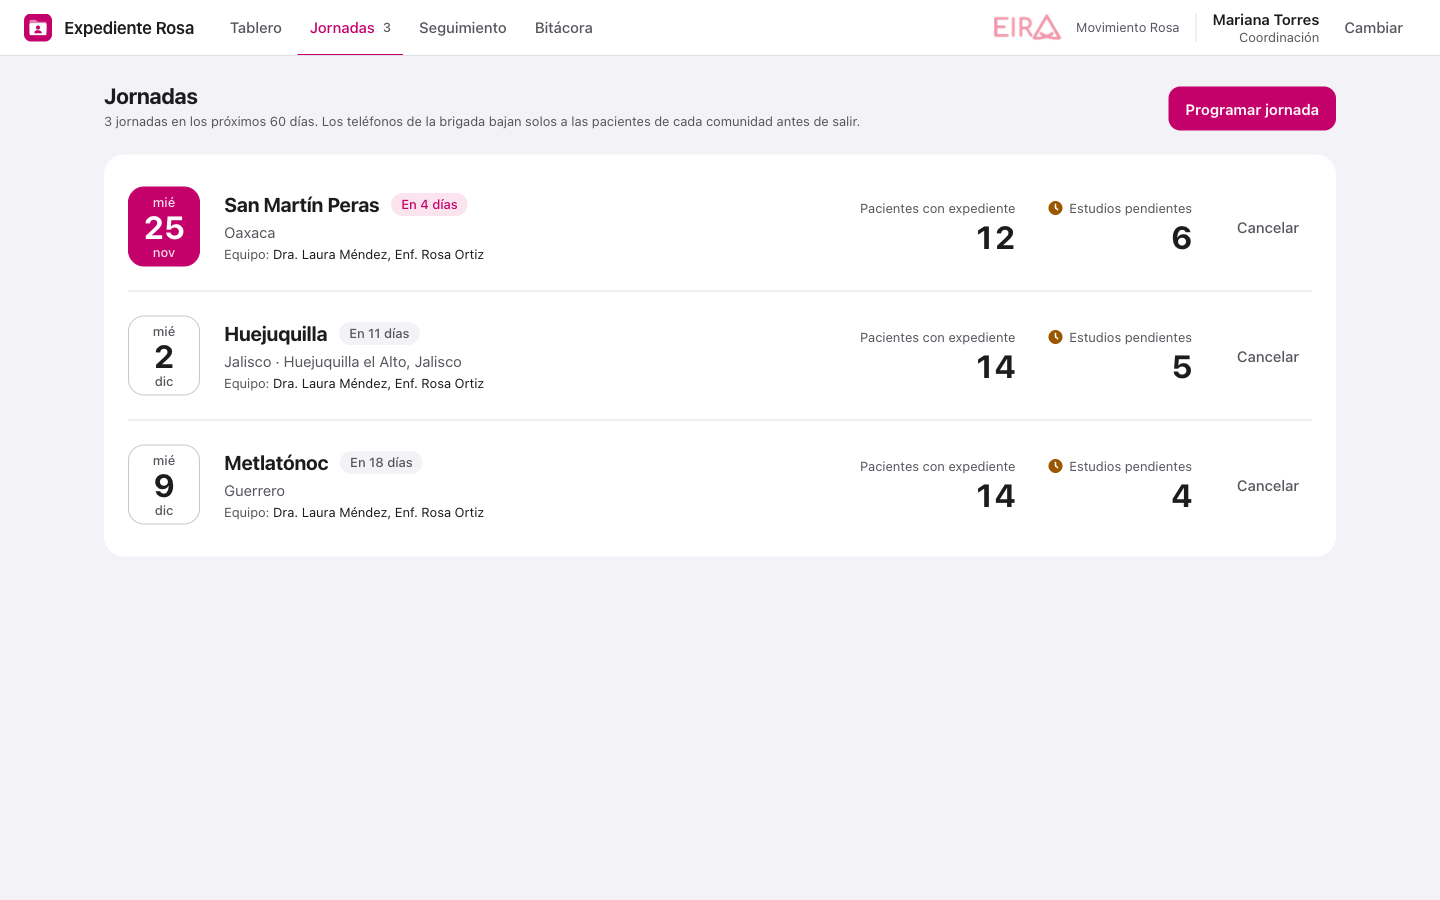 Expediente Rosa
Tablero
Jornadas 3
Seguimiento
Bitácora
EIRA
Movimiento Rosa
Mariana Torres
Coordinación
Cambiar
Jornadas
3 jornadas en los próximos 60 días. Los teléfonos de la brigada bajan solos a las pacientes de cada comunidad antes de salir.
Programar jornada
mié
25
nov
San Martín Peras
En 4 días
Oaxaca
Equipo: Dra. Laura Méndez, Enf. Rosa Ortiz
Pacientes con expediente
12
Estudios pendientes
6
Cancelar
mié
2
dic
Huejuquilla
En 11 días
Jalisco · Huejuquilla el Alto, Jalisco
Equipo: Dra. Laura Méndez, Enf. Rosa Ortiz
Pacientes con expediente
14
Estudios pendientes
5
Cancelar
mié
9
dic
Metlatónoc
En 18 días
Guerrero
Equipo: Dra. Laura Méndez, Enf. Rosa Ortiz
Pacientes con expediente
14
Estudios pendientes
4
Cancelar